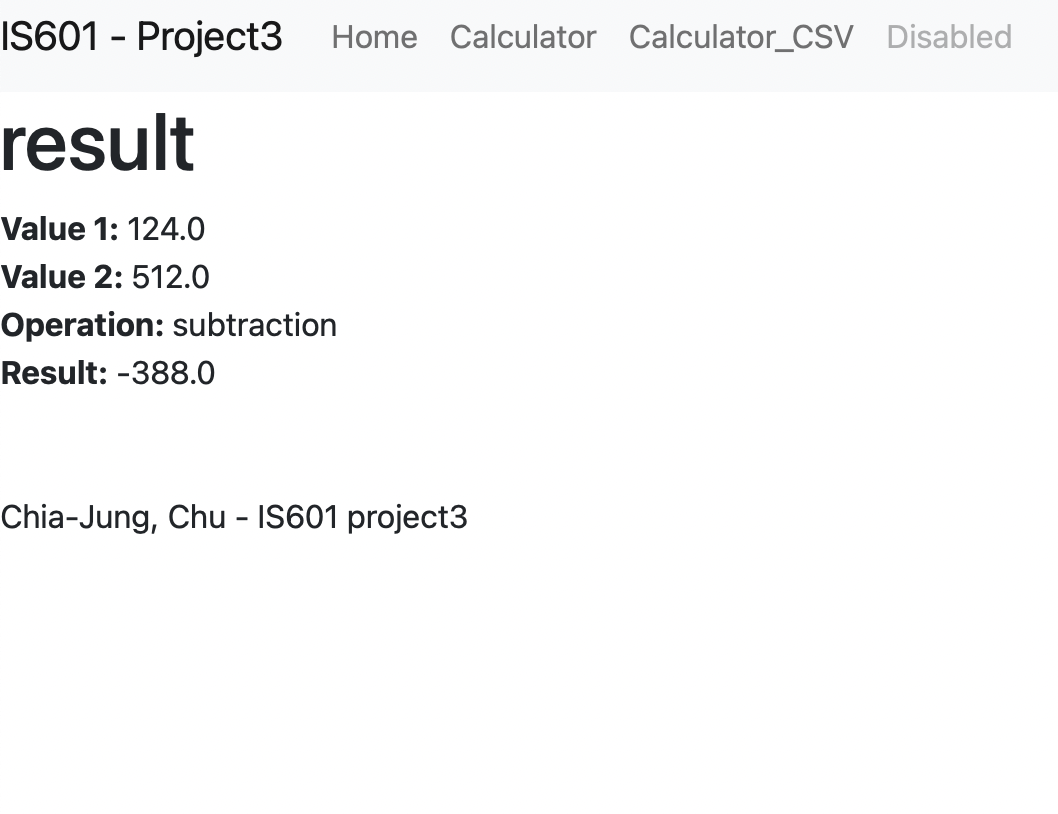 IS601 - Project3 Home Calculator Calculator_CSV Disabled
result
Value 1: 124.0
Value 2: 512.0
Operation: subtraction
Result: -388.0
Chia-Jung, Chu - IS601 project3